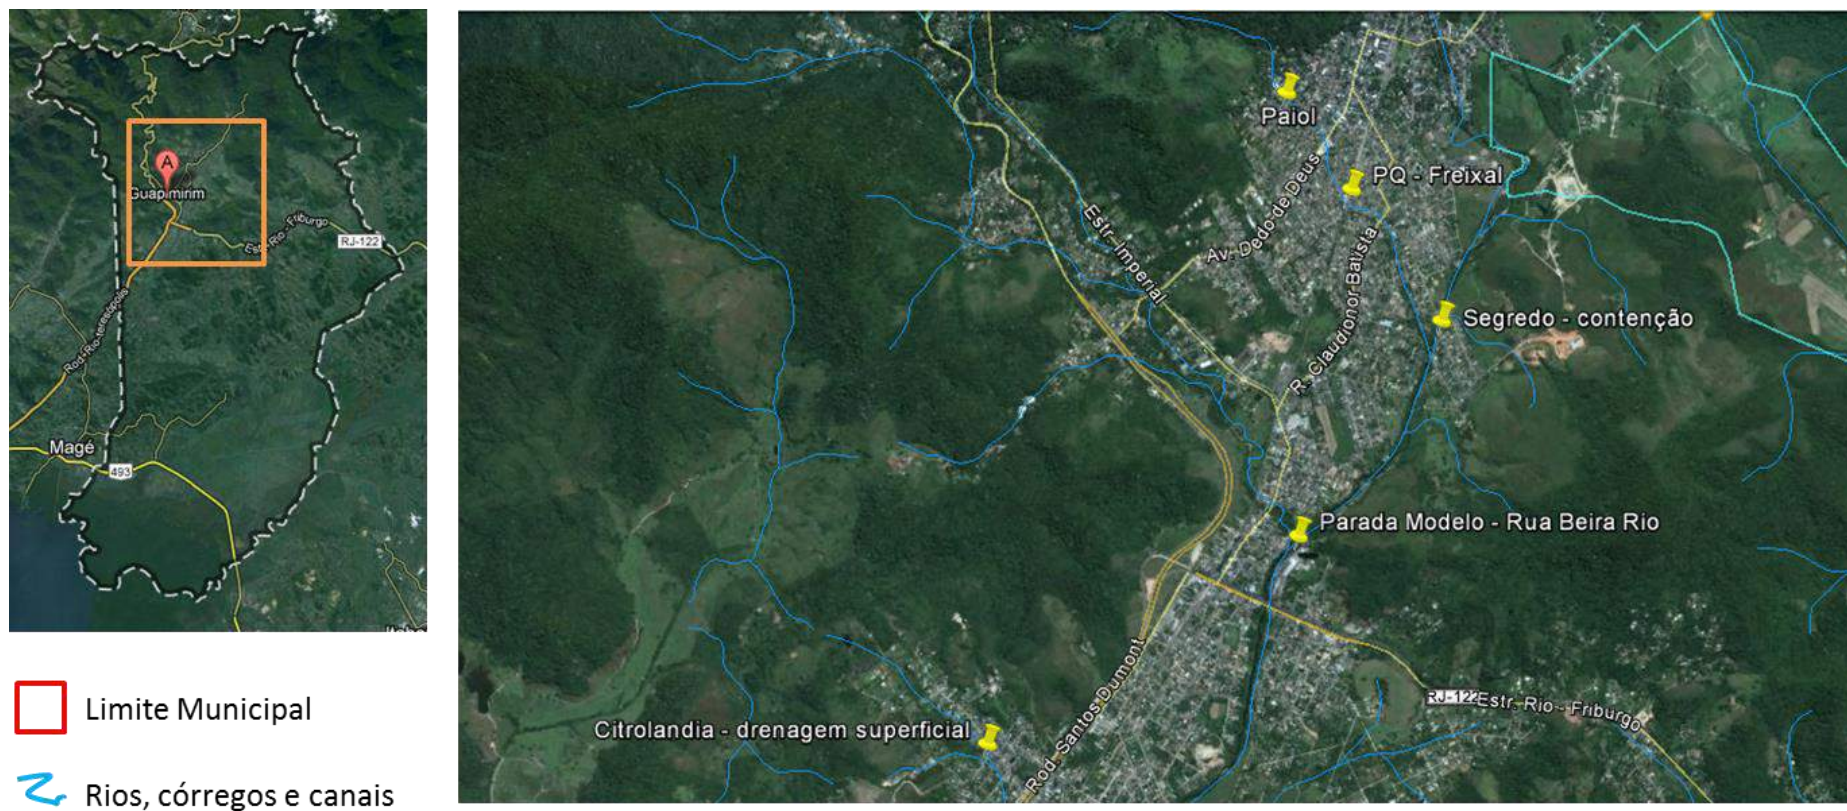 A
Guapimirim
Estr. Rio - Friburgo
RJ-122
Rod. Rio-teresópolis
Magé
493
Limite Municipal
Rios, córregos e canais
Paiol
PQ - Freixal
Av. Dedo de Deus
Estr. Imperial
R. Claudionor Batista
Segredo - contenção
Parada Modelo - Rua Beira Rio
RJ-122
Estr. Rio - Friburgo
Rod. Santos Dumont
Citrolandia - drenagem superficial